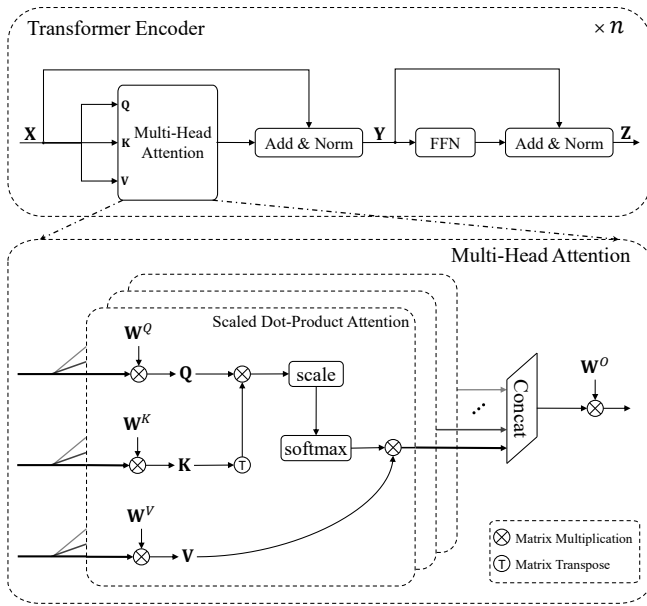 Transformer Encoder
× n
X
Q
K
V
Multi-Head
Attention
Add & Norm
Y
FFN
Add & Norm
Z
Multi-Head Attention
Scaled Dot-Product Attention
W^Q
Q
scale
W^K
K
T
softmax
W^V
V
...
Concat
W^O
Matrix Multiplication
T Matrix Transpose